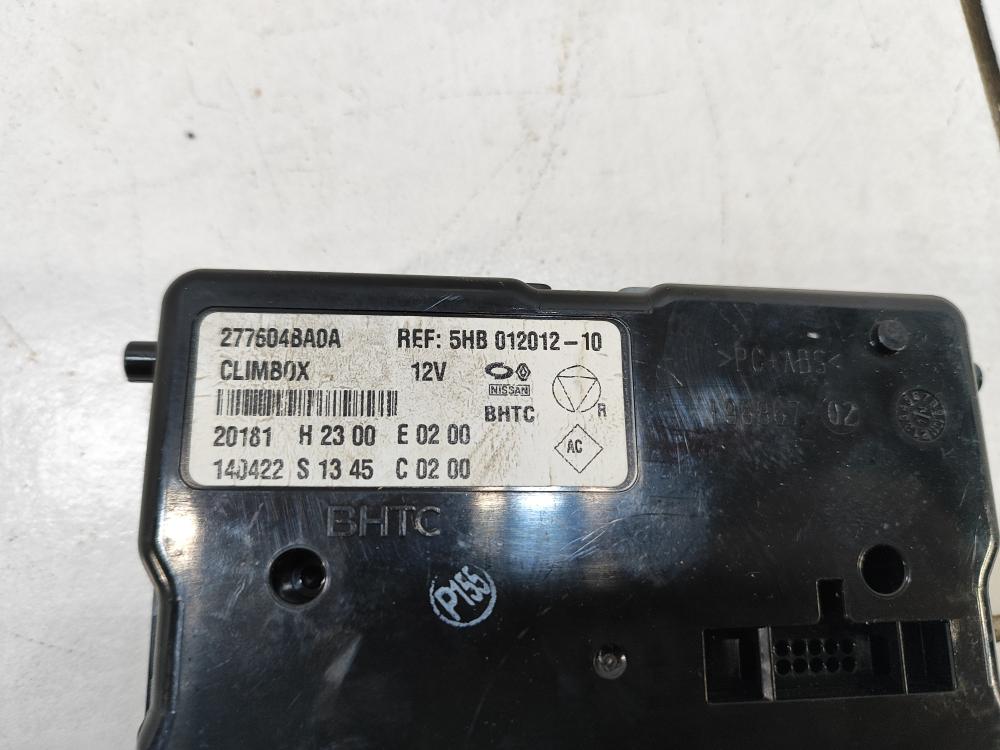 277604BA0A REF: 5HB 012012-10
CLIMBOX 12V
NISSAN
BHTC
R
AC
20181 H 23 00 E 02 00
140422 S 13 45 C 02 00
>PC+ABS<
BHTC
P155